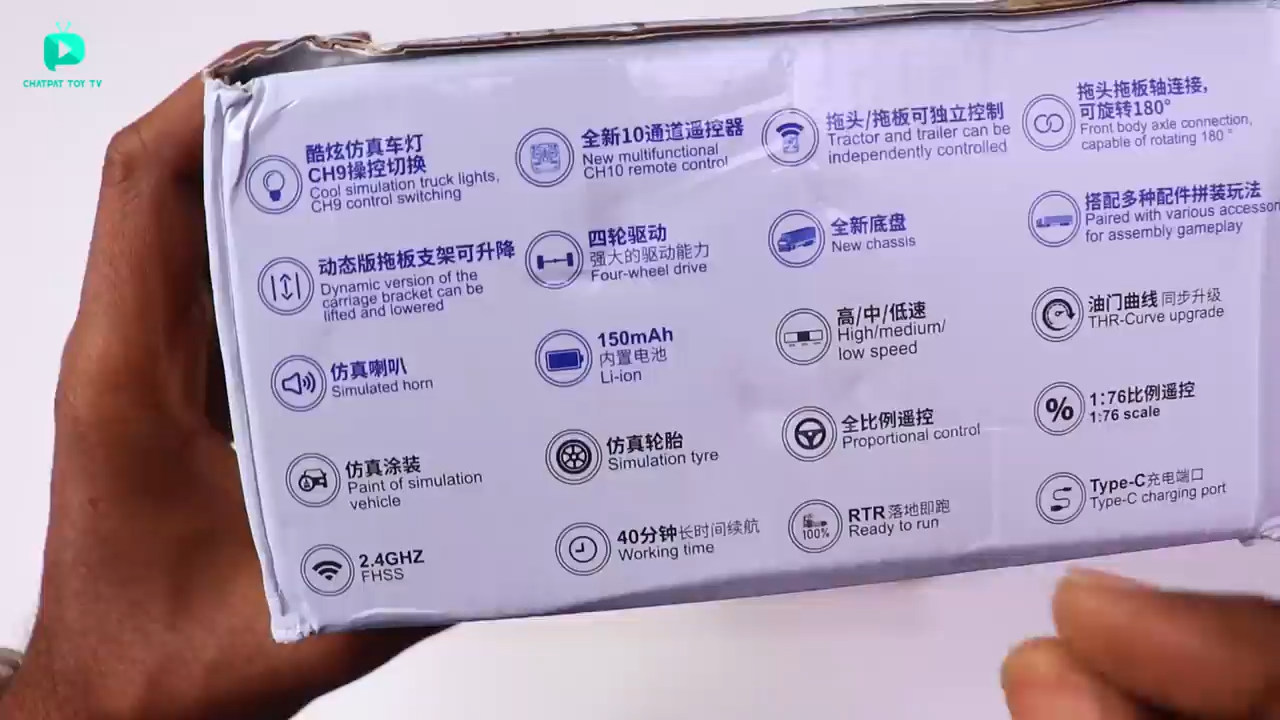 CHATPAT TOY TV
酷炫仿真车灯
CH9操控切换
Cool simulation truck lights,
CH9 control switching
全新10通道遥控器
New multifunctional
CH10 remote control
拖头/拖板可独立控制
Tractor and trailer can be
independently controlled
拖头拖板轴连接,
可旋转180°
Front body axle connection,
capable of rotating 180 °
动态版拖板支架可升降
Dynamic version of the
carriage bracket can be
lifted and lowered
四轮驱动
强大的驱动能力
Four-wheel drive
全新底盘
New chassis
搭配多种配件拼装玩法
Paired with various accessor
for assembly gameplay
仿真喇叭
Simulated horn
150mAh
内置电池
Li-ion
高/中/低速
High/medium/
low speed
油门曲线 同步升级
THR-Curve upgrade
仿真涂装
Paint of simulation
vehicle
仿真轮胎
Simulation tyre
全比例遥控
Proportional control
%
1:76比例遥控
1:76 scale
2.4GHZ
FHSS
40分钟长时间续航
Working time
100%
RTR落地即跑
Ready to run
Type-C充电端口
Type-C charging port